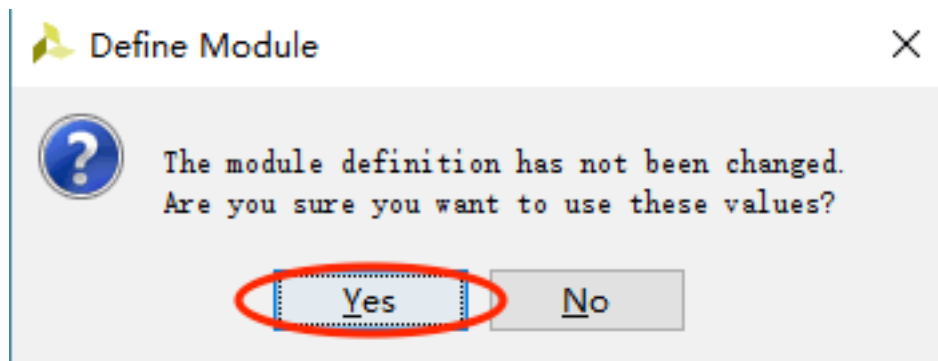 Define Module
The module definition has not been changed.
Are you sure you want to use these values?
Yes No